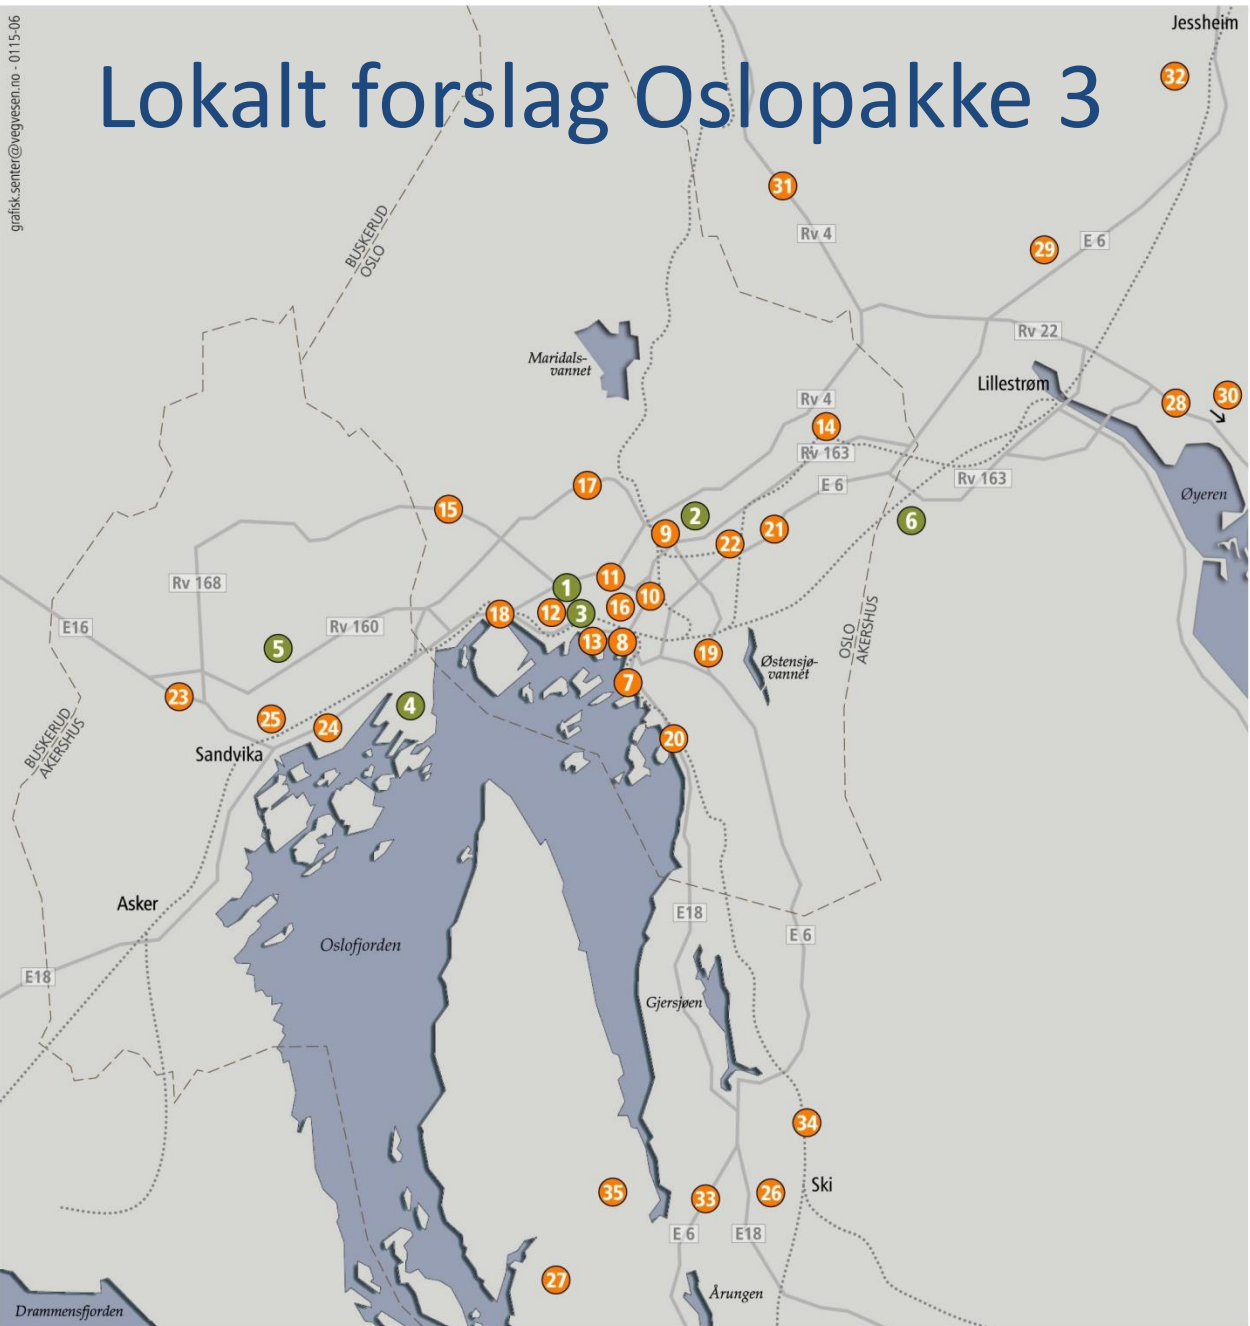 Jessheim
32
grafisk.senter@vegvesen.no - 0115-06
Lokalt forslag Oslopakke 3
31
BUSKERUD
OSLO
Rv 4
29
E 6
Rv 22
Maridals-
vannet
Lillestrøm
Rv 4
28
30
14
Rv 163
17
E 6
Rv 163
Øyeren
15
2
6
9
21
22
Rv 168
11
1
10
12
3
16
18
E16
Rv 160
OSLO
AKERSHUS
5
13
8
19
Østensjø-
vannet
7
23
4
25
24
20
BUSKERUD
AKERSHUS
Sandvika
Asker
E18
E 6
Oslofjorden
E18
Gjersjøen
34
Ski
35
33
26
E 6
E18
27
Årungen
Drammensfjorden